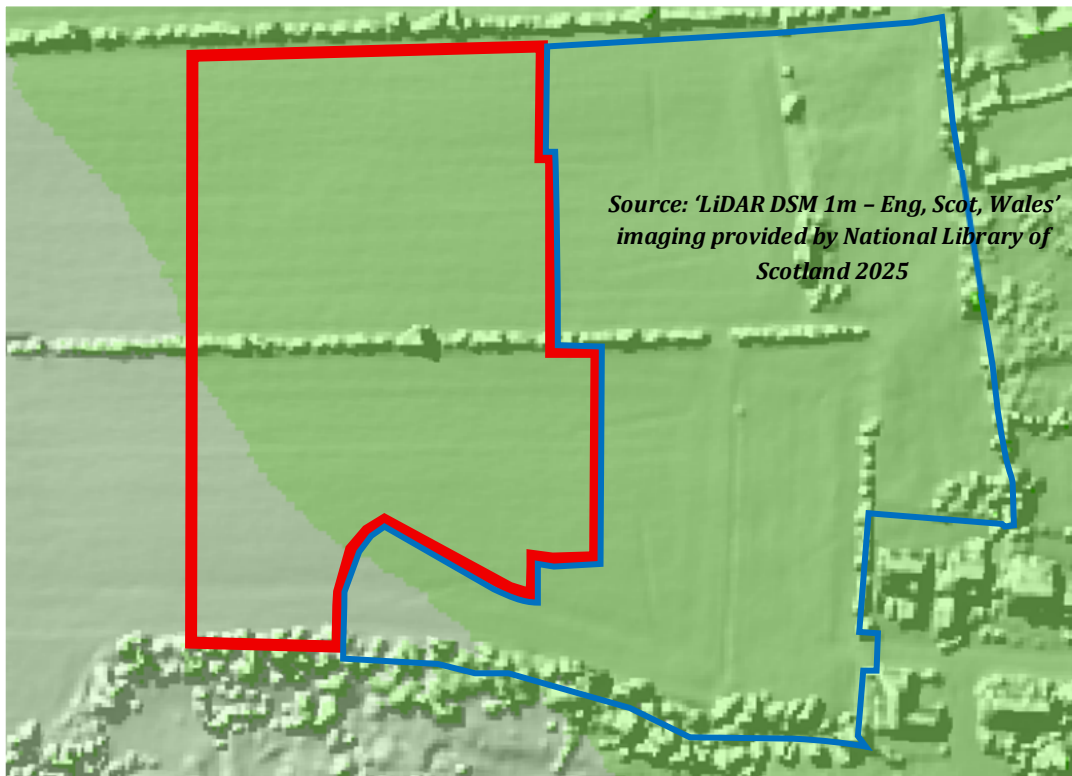 Source: ‘LiDAR DSM 1m – Eng, Scot, Wales’
imaging provided by National Library of
Scotland 2025